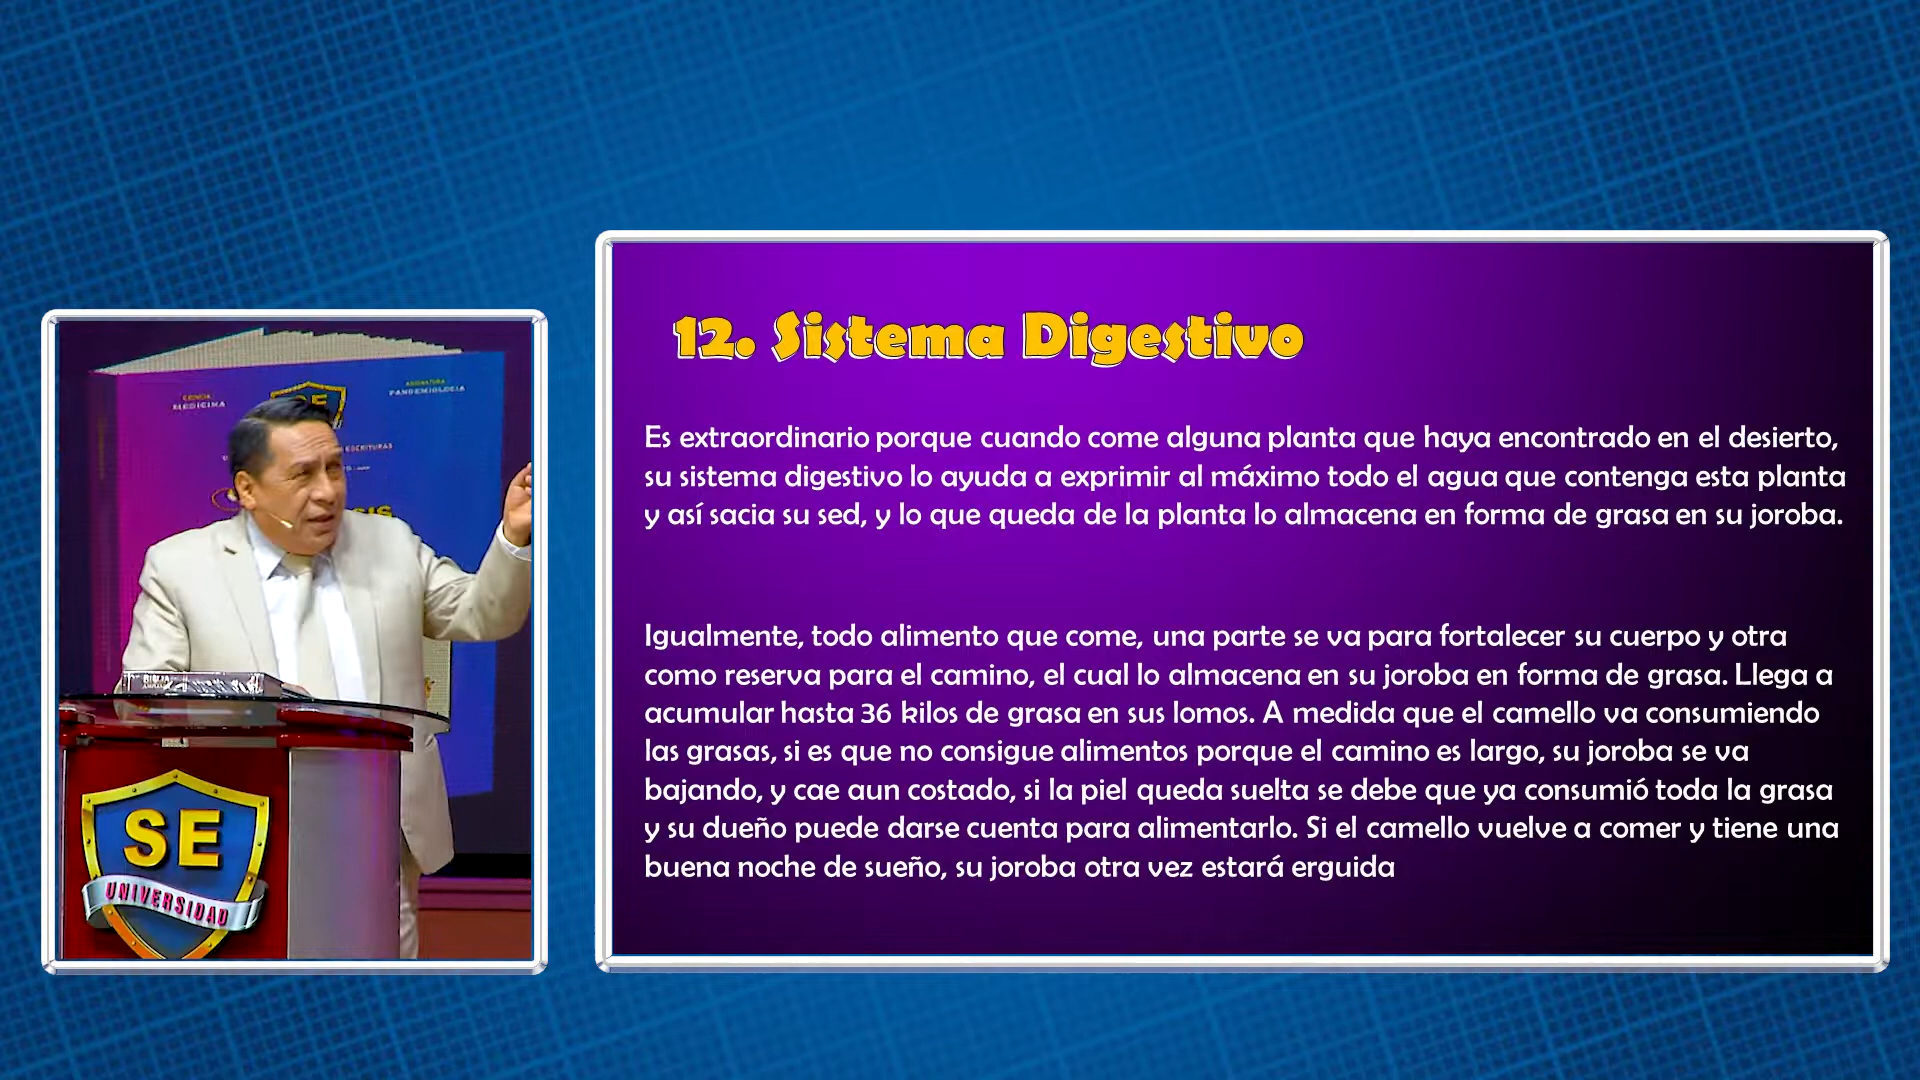 CIENCIA
MEDICINA
ASIGNATURA
PANDEMIOLOGIA
SE
ESCRITURAS
SIS
BIBLIA
SE
UNIVERSIDAD
12. Sistema Digestivo
Es extraordinario porque cuando come alguna planta que haya encontrado en el desierto,
su sistema digestivo lo ayuda a exprimir al máximo todo el agua que contenga esta planta
y así sacia su sed, y lo que queda de la planta lo almacena en forma de grasa en su joroba.
Igualmente, todo alimento que come, una parte se va para fortalecer su cuerpo y otra
como reserva para el camino, el cual lo almacena en su joroba en forma de grasa. Llega a
acumular hasta 36 kilos de grasa en sus lomos. A medida que el camello va consumiendo
las grasas, si es que no consigue alimentos porque el camino es largo, su joroba se va
bajando, y cae aun costado, si la piel queda suelta se debe que ya consumió toda la grasa
y su dueño puede darse cuenta para alimentarlo. Si el camello vuelve a comer y tiene una
buena noche de sueño, su joroba otra vez estará erguida